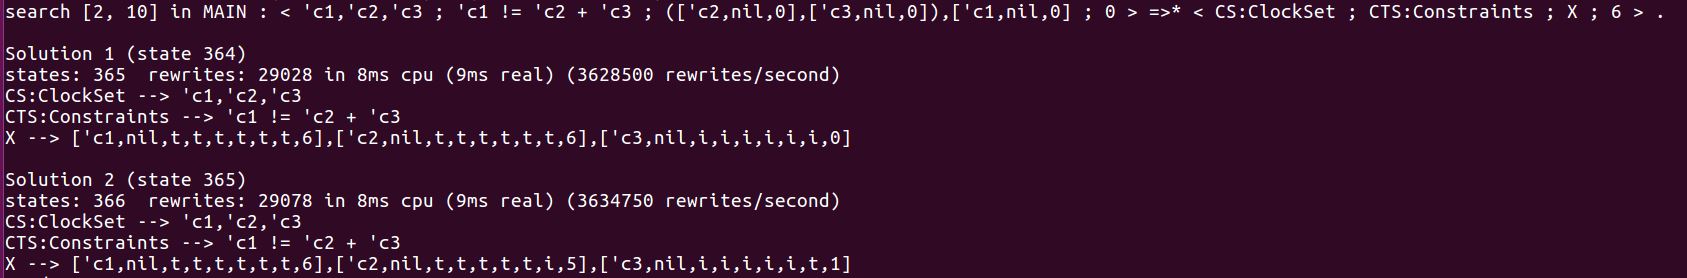 search [2, 10] in MAIN : < 'c1,'c2,'c3 ; 'c1 != 'c2 + 'c3 ; (['c2,nil,0],['c3,nil,0]),['c1,nil,0] ; 0 > =>* < CS:ClockSet ; CTS:Constraints ; X ; 6 > .
Solution 1 (state 364)
states: 365  rewrites: 29028 in 8ms cpu (9ms real) (3628500 rewrites/second)
CS:ClockSet --> 'c1,'c2,'c3
CTS:Constraints --> 'c1 != 'c2 + 'c3
X --> ['c1,nil,t,t,t,t,t,t,6],['c2,nil,t,t,t,t,t,t,6],['c3,nil,i,i,i,i,i,i,0]
Solution 2 (state 365)
states: 366  rewrites: 29078 in 8ms cpu (9ms real) (3634750 rewrites/second)
CS:ClockSet --> 'c1,'c2,'c3
CTS:Constraints --> 'c1 != 'c2 + 'c3
X --> ['c1,nil,t,t,t,t,t,t,6],['c2,nil,t,t,t,t,t,i,5],['c3,nil,i,i,i,i,i,t,1]